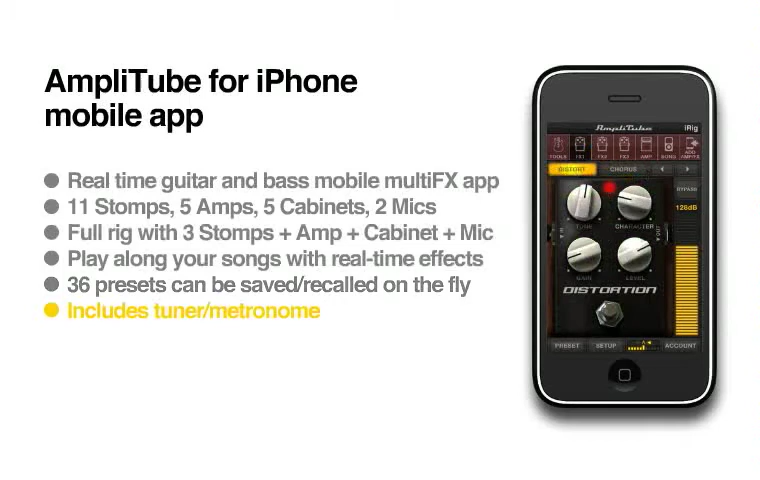 AmpliTube for iPhone
mobile app
Real time guitar and bass mobile multiFX app
11 Stomps, 5 Amps, 5 Cabinets, 2 Mics
Full rig with 3 Stomps + Amp + Cabinet + Mic
Play along your songs with real-time effects
36 presets can be saved/recalled on the fly
Includes tuner/metronome
AmpliTube iRig
TOOLS FX1 FX2 FX3 AMP SONG ADD AMP/FX
DISTORT CHORUS
BYPASS
128dB
TONE CHARACTER
GAIN LEVEL
DISTORTION
PRESET SETUP ACCOUNT